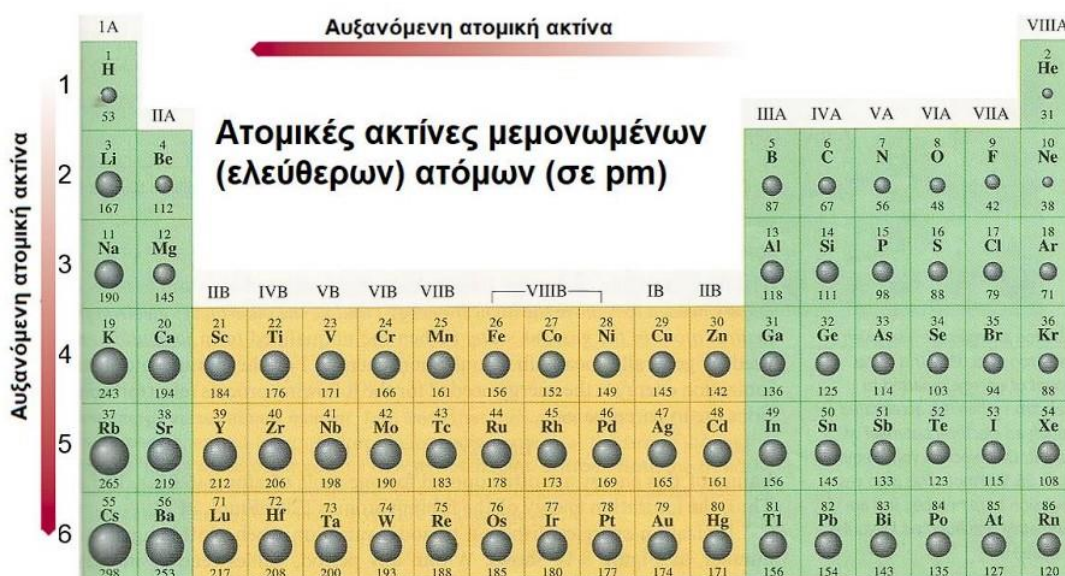 IA
Αυξανόμενη ατομική ακτίνα
VIIIA
1
1
H
53
2
He
31
IIA
Ατομικές ακτίνες μεμονωμένων
(ελεύθερων) ατόμων (σε pm)
IIIA IVA VA VIA VIIA
Αυξανόμενη ατομική ακτίνα
2
3 4 5 6 7 8 9 10
Li Be B C N O F Ne
167 112 87 67 56 48 42 38
3
11 12 13 14 15 16 17 18
Na Mg Al Si P S Cl Ar
190 145 118 111 98 88 79 71
IIB IVB VB VIB VIIB VIIIB IB IIB
4
19 20 21 22 23 24 25 26 27 28 29 30 31 32 33 34 35 36
K Ca Sc Ti V Cr Mn Fe Co Ni Cu Zn Ga Ge As Se Br Kr
243 194 184 176 171 166 161 156 152 149 145 142 136 125 114 103 94 88
5
37 38 39 40 41 42 43 44 45 46 47 48 49 50 51 52 53 54
Rb Sr Y Zr Nb Mo Tc Ru Rh Pd Ag Cd In Sn Sb Te I Xe
265 219 212 206 198 190 183 178 173 169 165 161 156 145 133 123 115 108
6
55 56 71 72 73 74 75 76 77 78 79 80 81 82 83 84 85 86
Cs Ba Lu Hf Ta W Re Os Ir Pt Au Hg Tl Pb Bi Po At Rn
298 253 217 208 200 193 188 185 180 177 174 171 156 154 143 135 127 120